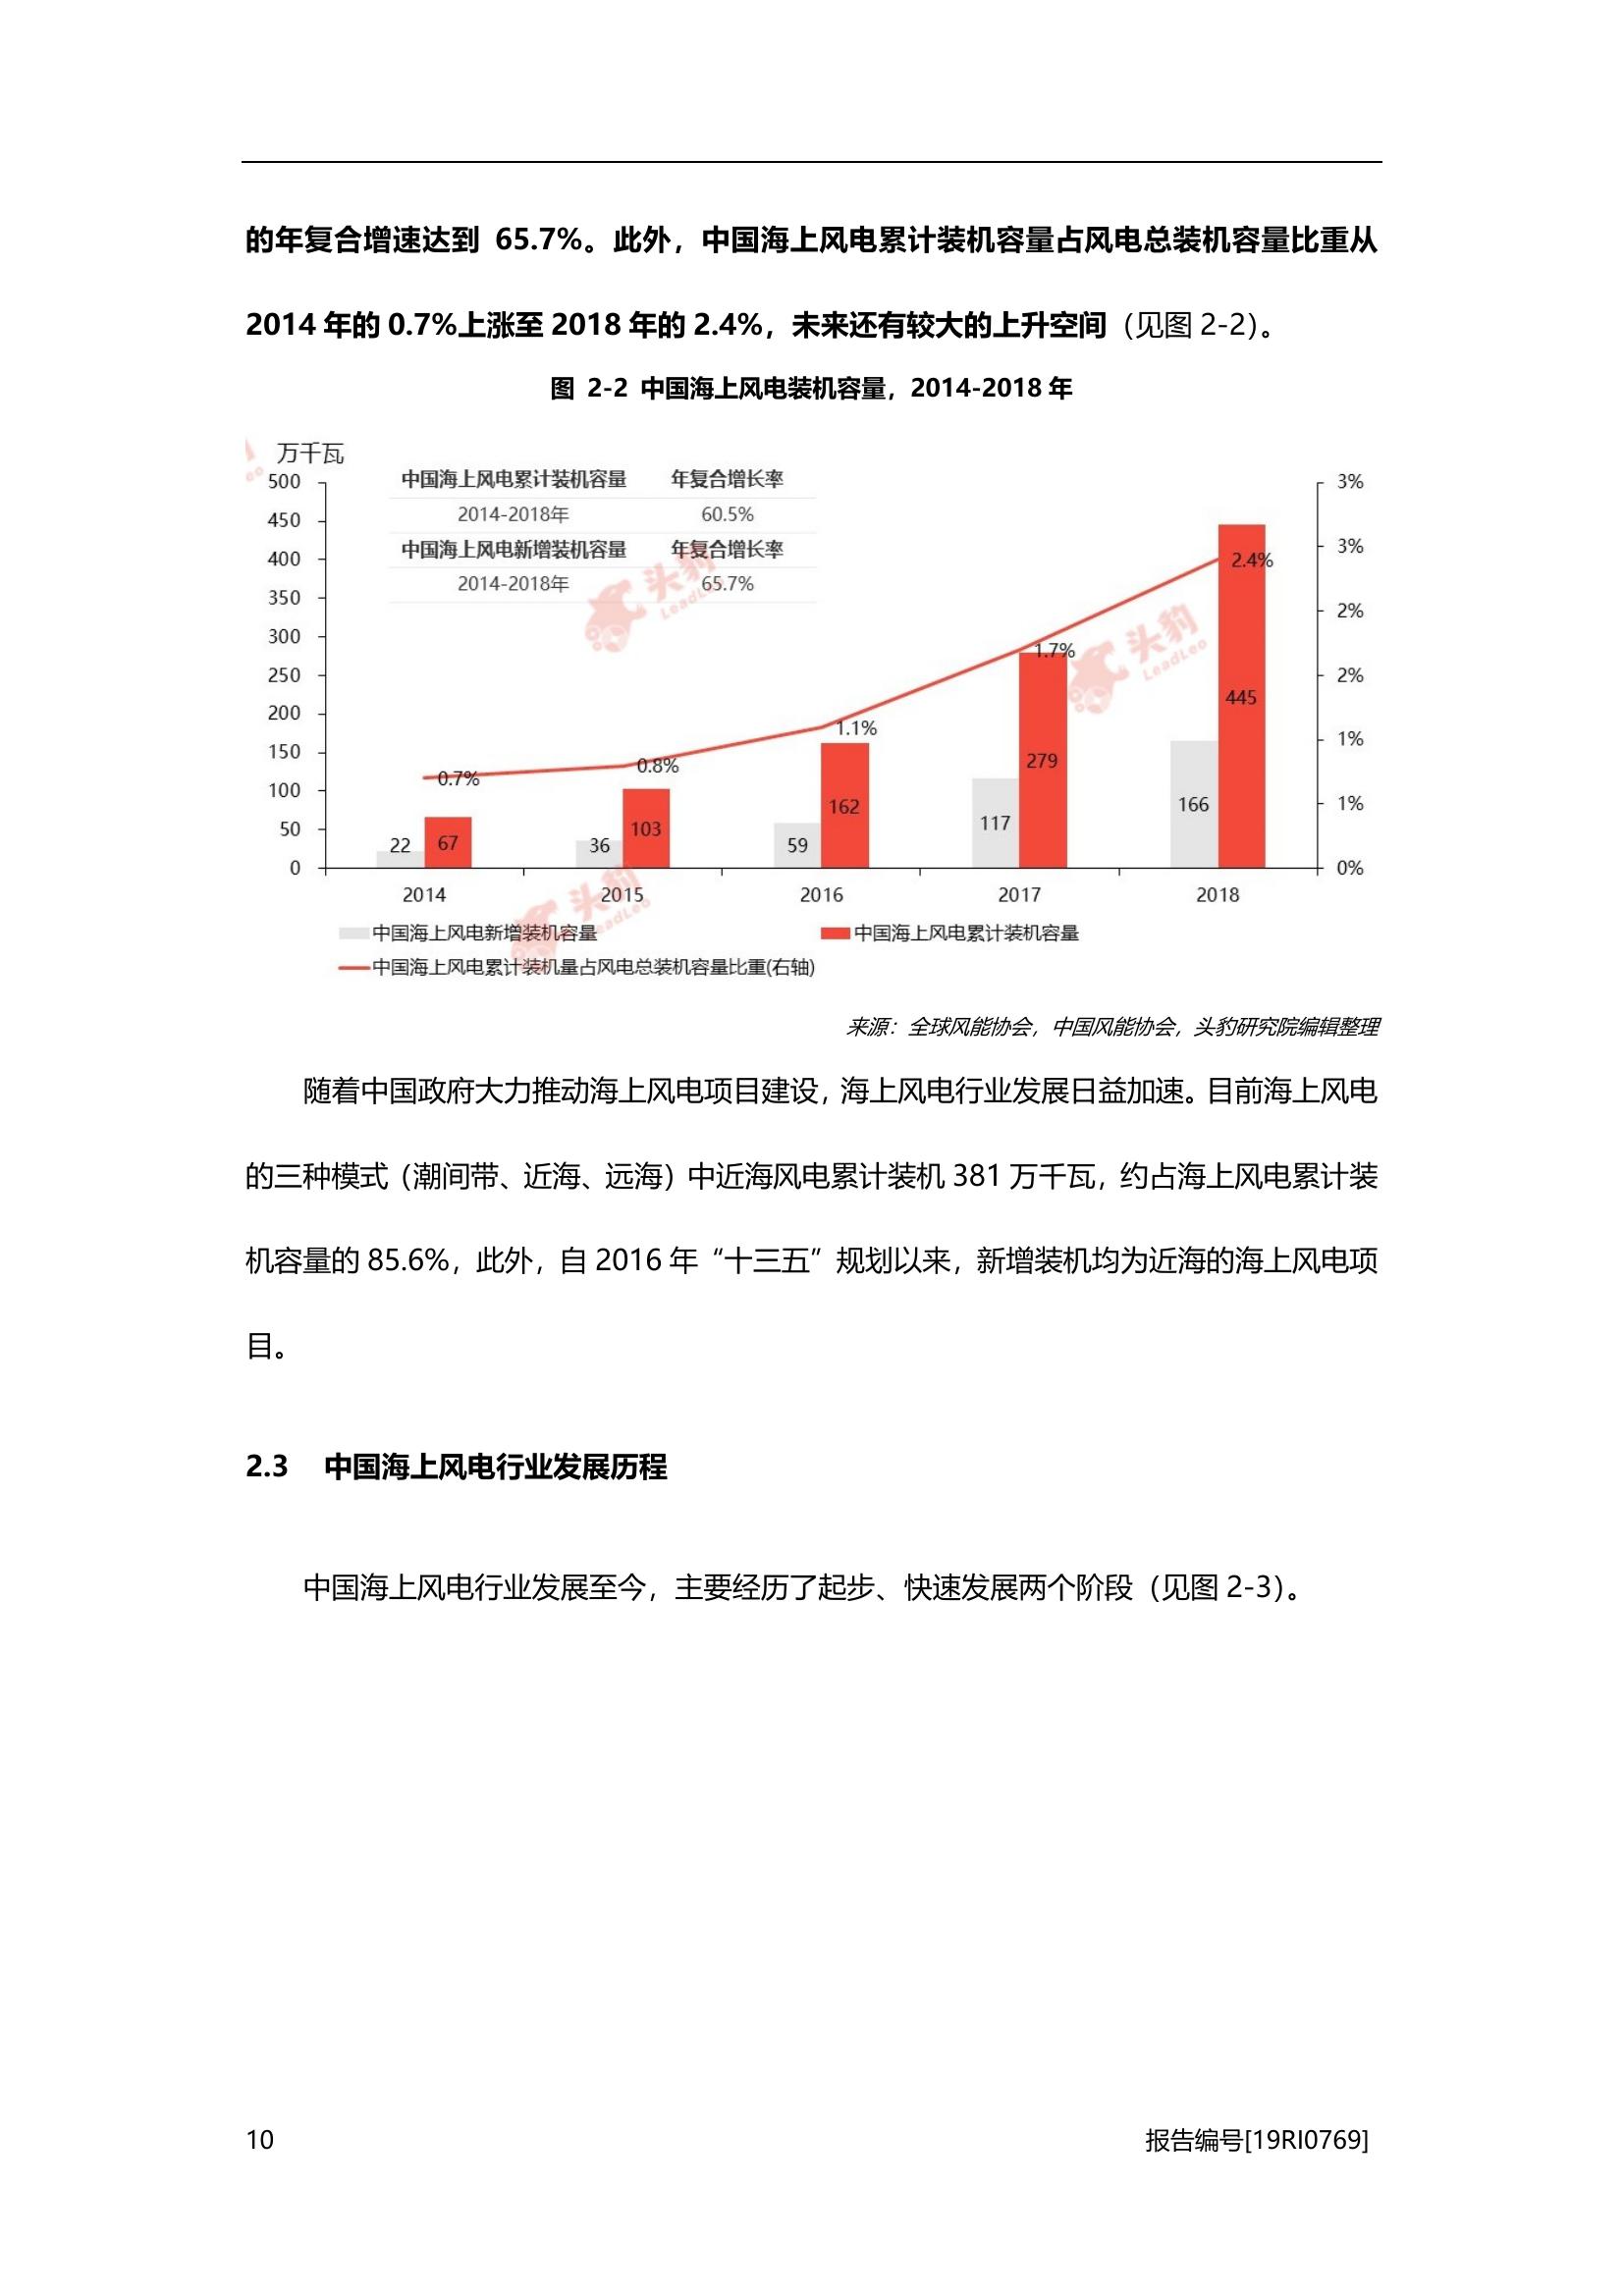 的年复合增速达到 65.7%。此外，中国海上风电累计装机容量占风电总装机容量比重从
2014 年的 0.7%上涨至 2018 年的 2.4%，未来还有较大的上升空间（见图 2-2）。
图 2-2 中国海上风电装机容量，2014-2018 年
万千瓦
中国海上风电累计装机容量 年复合增长率
2014-2018年 60.5%
中国海上风电新增装机容量 年复合增长率
2014-2018年 65.7%
500
450
400
350
300
250
200
150
100
50
0
3%
3%
2%
2%
1%
1%
0%
0.7%
0.8%
1.1%
1.7%
2.4%
22 67
36 103
59 162
117 279
166 445
2014 2015 2016 2017 2018
中国海上风电新增装机容量 中国海上风电累计装机容量
中国海上风电累计装机量占风电总装机容量比重(右轴)
头豹
LeadLeo
头豹
LeadLeo
头豹
LeadLeo
来源：全球风能协会，中国风能协会，头豹研究院编辑整理
随着中国政府大力推动海上风电项目建设，海上风电行业发展日益加速。目前海上风电
的三种模式（潮间带、近海、远海）中近海风电累计装机 381 万千瓦，约占海上风电累计装
机容量的 85.6%，此外，自 2016 年“十三五”规划以来，新增装机均为近海的海上风电项
目。
2.3 中国海上风电行业发展历程
中国海上风电行业发展至今，主要经历了起步、快速发展两个阶段（见图 2-3）。
10 报告编号[19RI0769]